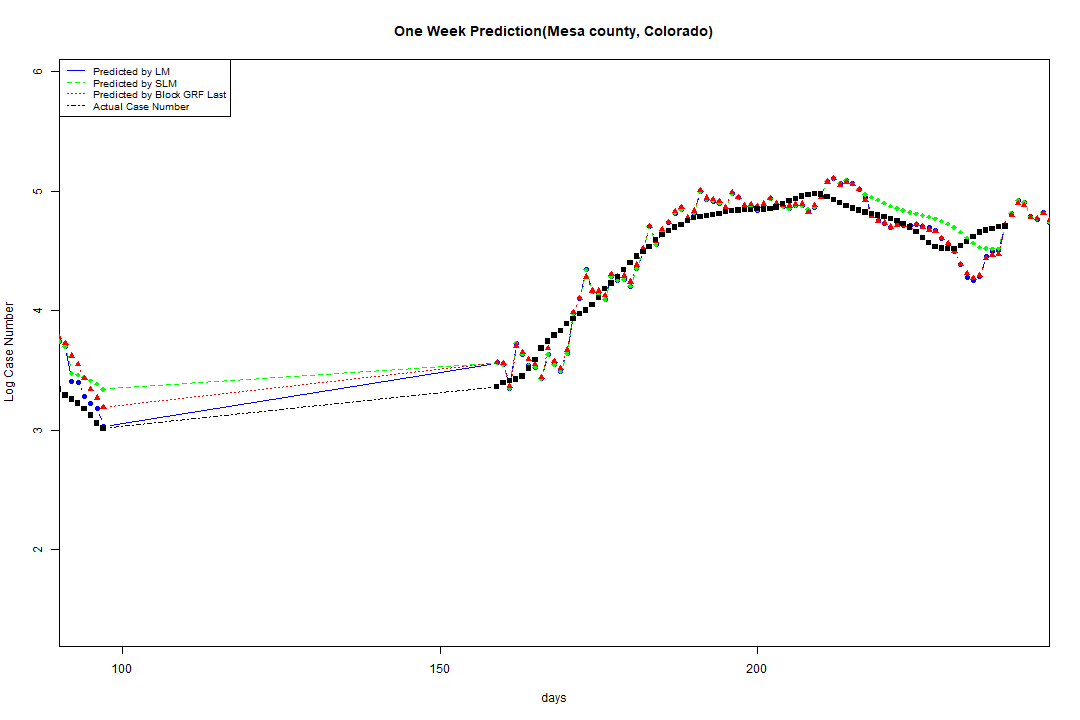 One Week Prediction(Mesa county, Colorado)
Predicted by LM
Predicted by SLM
Predicted by Block GRF Last
Actual Case Number
6
5
4
3
2
Log Case Number
100 150 200
days